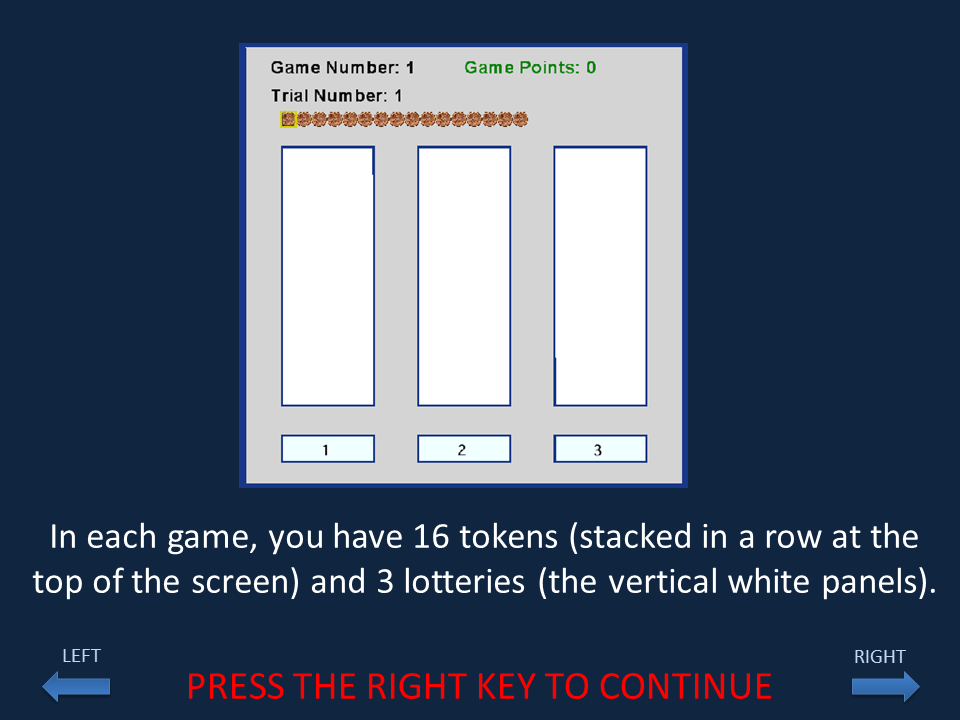 Game Number: 1 Game Points: 0
Trial Number: 1
1 2 3
In each game, you have 16 tokens (stacked in a row at the
top of the screen) and 3 lotteries (the vertical white panels).
LEFT RIGHT
PRESS THE RIGHT KEY TO CONTINUE